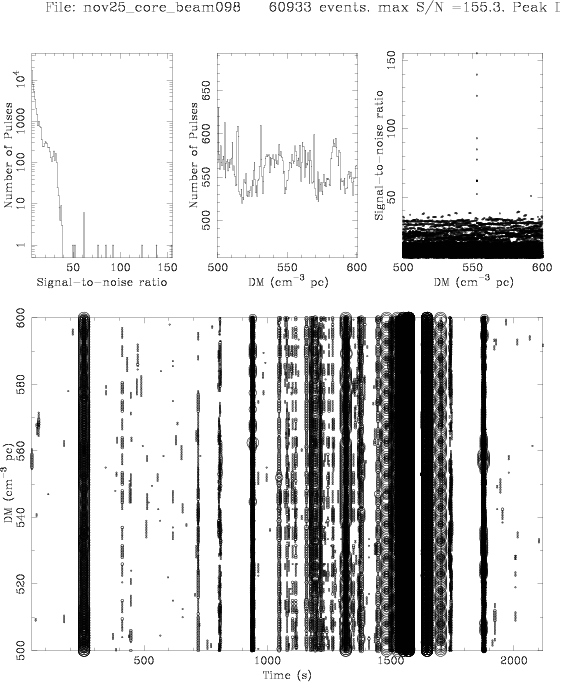 File: nov25_core_beam098 60933 events. max S/N =155.3. Peak
Number of Pulses
10⁴
1000
100
10
1
50 100 150
Signal-to-noise ratio
Number of Pulses
650
600
550
500
500 550 600
DM (cm⁻³ pc)
Signal-to-noise ratio
150
100
50
500 550 600
DM (cm⁻³ pc)
DM (cm⁻³ pc)
600
580
560
540
520
500
500 1000 1500 2000
Time (s)